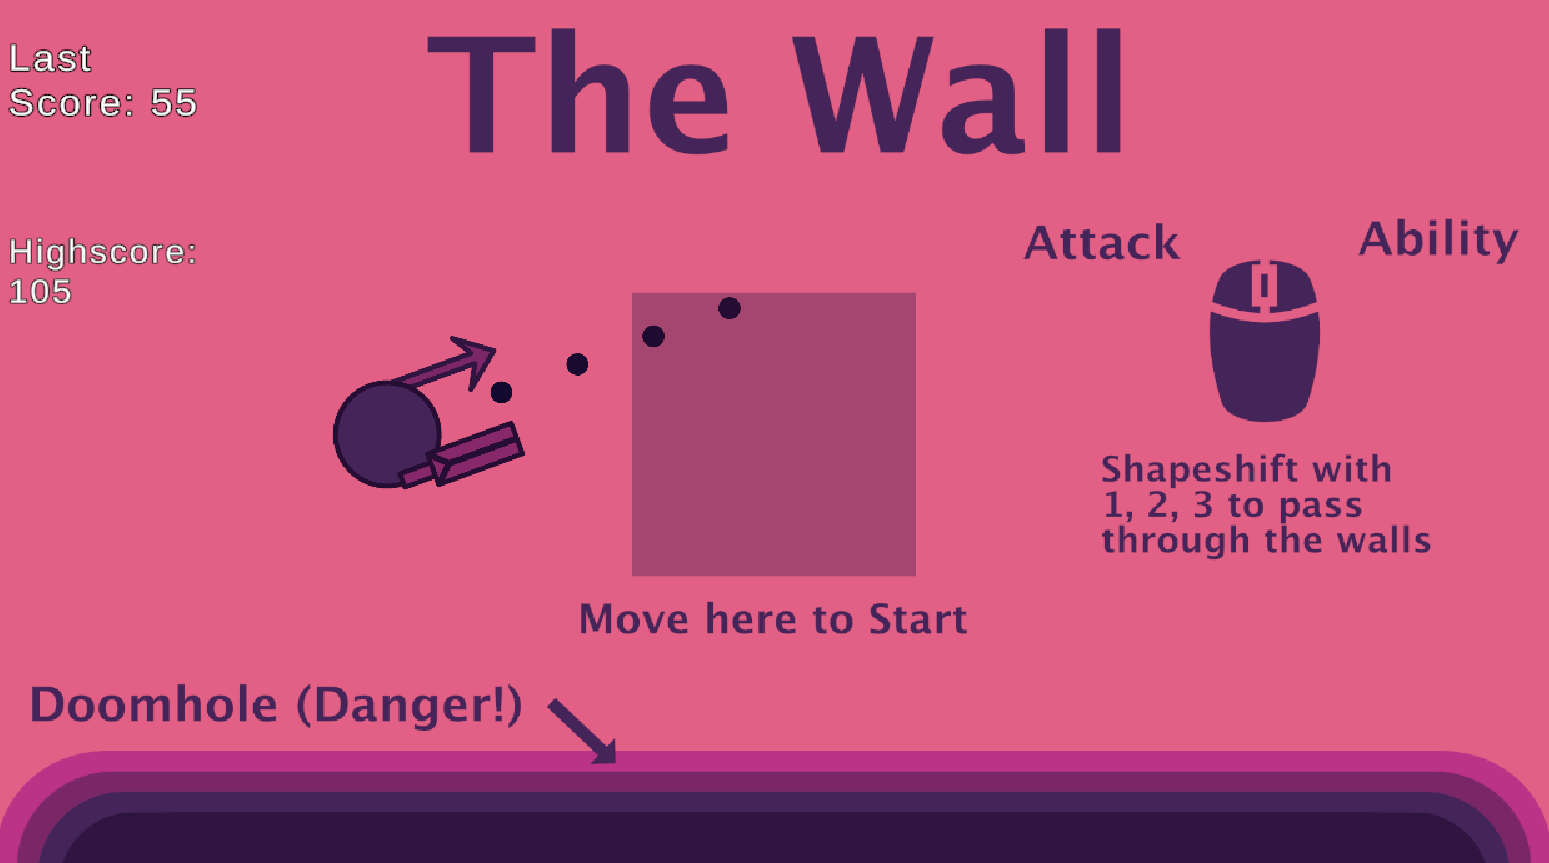 The Wall
Last
Score: 55
Highscore:
105
Attack
Ability
Shapeshift with
1, 2, 3 to pass
through the walls
Move here to Start
Doomhole (Danger!)